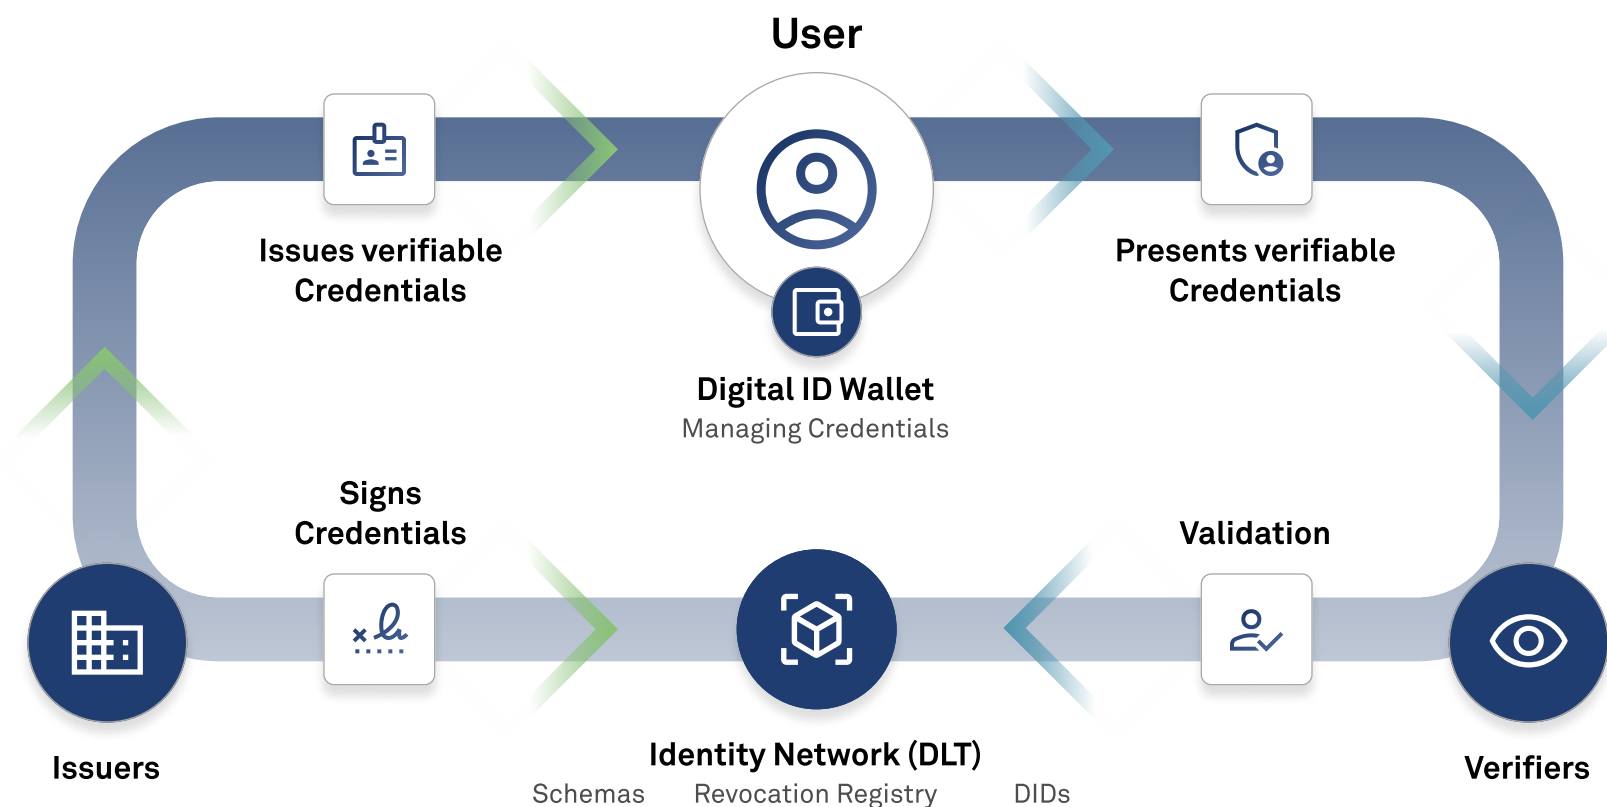 User
Issues verifiable
Credentials
Presents verifiable
Credentials
Digital ID Wallet
Managing Credentials
Signs
Credentials
Validation
Issuers
Identity Network (DLT)
Verifiers
Schemas Revocation Registry DIDs